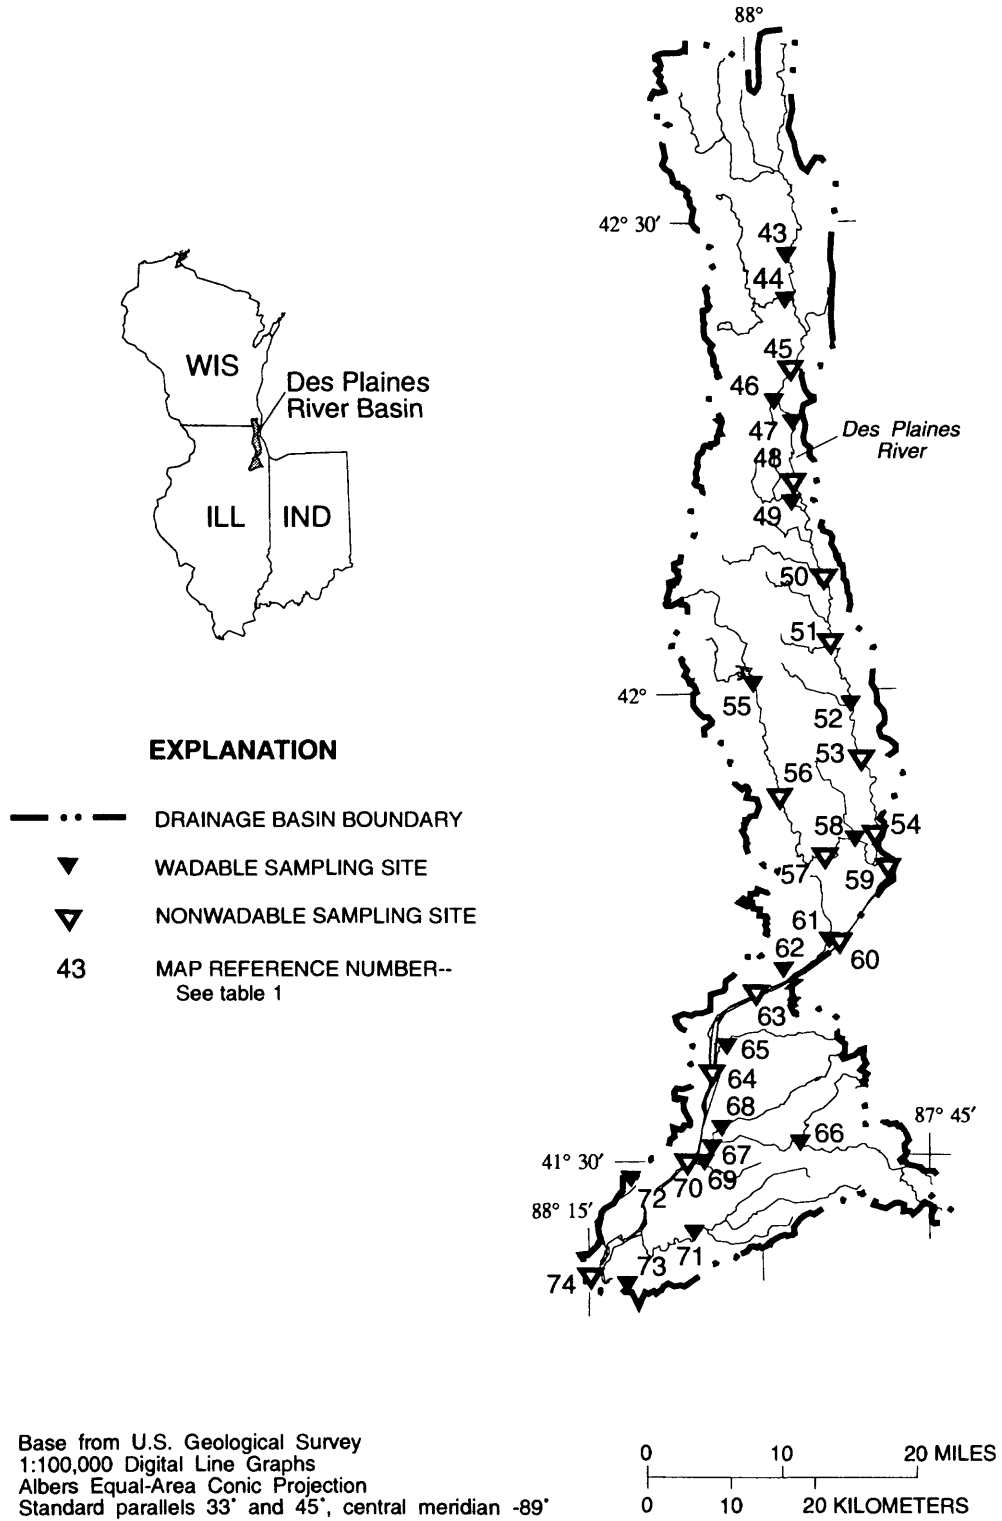 88°
42° 30′
43
44
45
46
47
48
49
Des Plaines
River
50
51
42°
55
52
53
56
58
54
57
59
61
62
60
63
65
64
68
66
87° 45′
67
41° 30′
70
69
72
88° 15′
71
73
74
WIS
Des Plaines
River Basin
ILL
IND
EXPLANATION
DRAINAGE BASIN BOUNDARY
WADABLE SAMPLING SITE
NONWADABLE SAMPLING SITE
43
MAP REFERENCE NUMBER--
See table 1
Base from U.S. Geological Survey
1:100,000 Digital Line Graphs
Albers Equal-Area Conic Projection
Standard parallels 33° and 45°, central meridian -89°
0 10 20 MILES
0 10 20 KILOMETERS